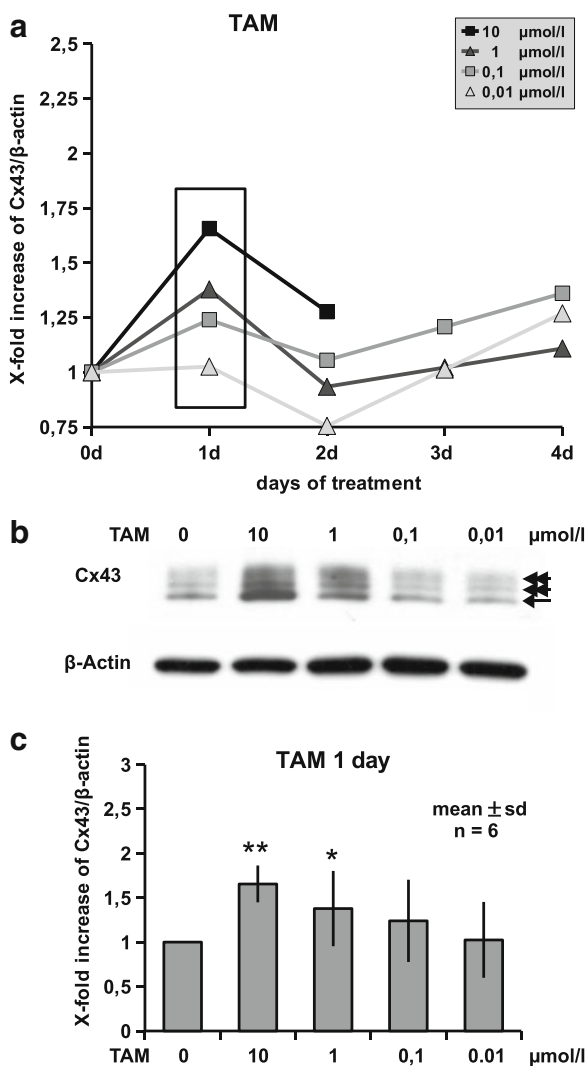 a
TAM
10 µmol/l
1 µmol/l
0,1 µmol/l
0,01 µmol/l
X-fold increase of Cx43/β-actin
2,5
2
1,75
1,5
1,25
1
0,75
0d 1d 2d 3d 4d
days of treatment
b
TAM 0 10 1 0,1 0,01 µmol/l
Cx43
β-Actin
c
TAM 1 day
X-fold increase of Cx43/β-actin
mean ± sd
n = 6
3
2,5
2
1,5
1
0,5
0
** *
TAM 0 10 1 0,1 0.01 µmol/l